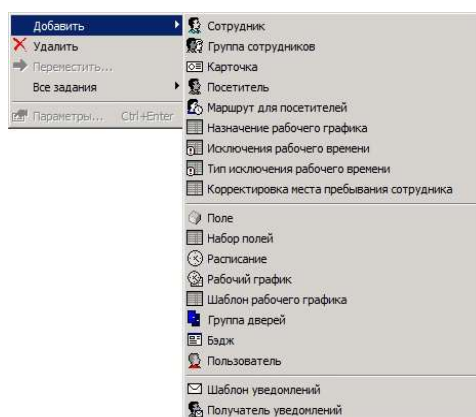 Добавить
Удалить
Переместить...
Все задания
Параметры... Ctrl+Enter
Сотрудник
Группа сотрудников
Карточка
Посетитель
Маршрут для посетителей
Назначение рабочего графика
Исключения рабочего времени
Тип исключения рабочего времени
Корректировка места пребывания сотрудника
Поле
Набор полей
Расписание
Рабочий график
Шаблон рабочего графика
Группа дверей
Бэдж
Пользователь
Шаблон уведомлений
Получатель уведомлений